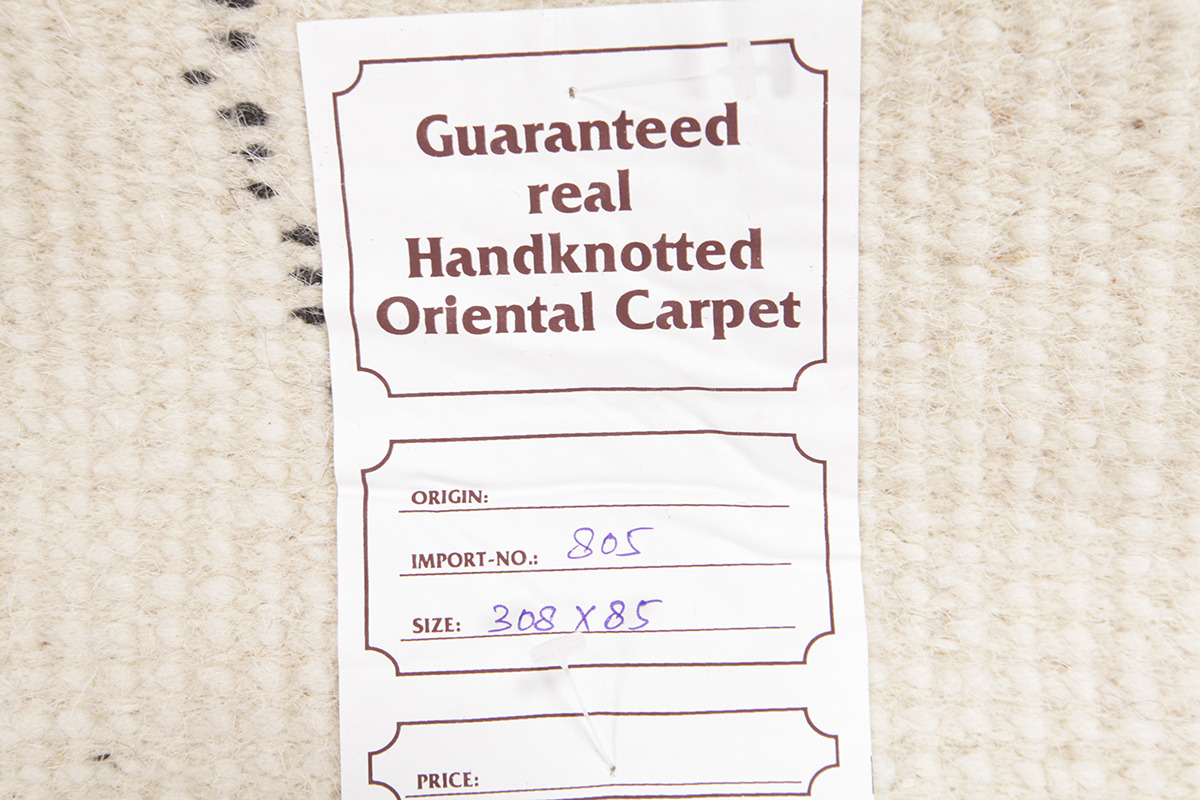 Guaranteed
real
Handknotted
Oriental Carpet
ORIGIN:
IMPORT-NO.: 805
SIZE: 308 X 85
PRICE: